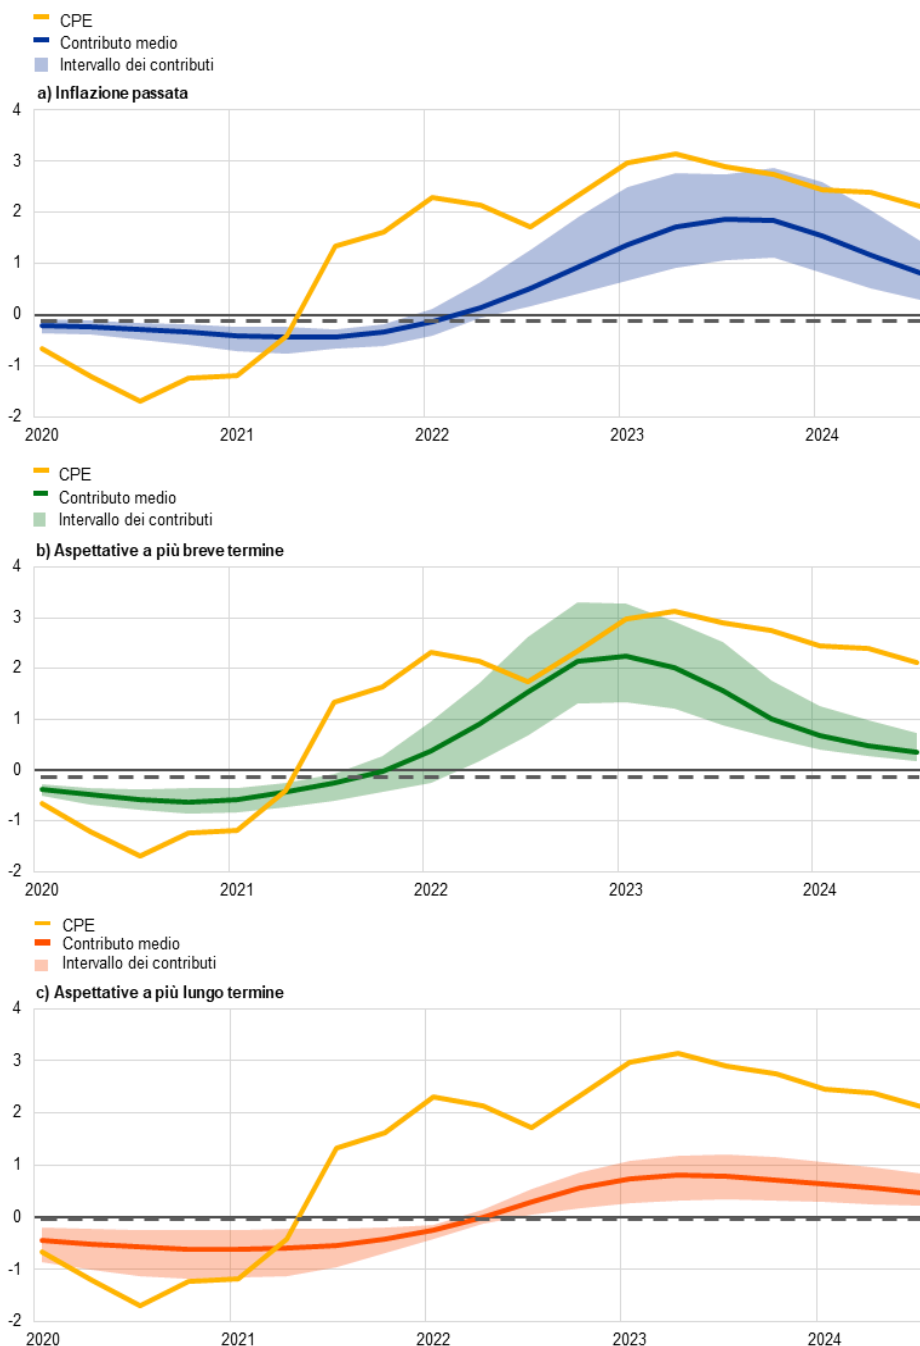 CPE
Contributo medio
Intervallo dei contributi
a) Inflazione passata
4
3
2
1
0
-1
-2
2020 2021 2022 2023 2024
CPE
Contributo medio
Intervallo dei contributi
b) Aspettative a più breve termine
4
3
2
1
0
-1
-2
2020 2021 2022 2023 2024
CPE
Contributo medio
Intervallo dei contributi
c) Aspettative a più lungo termine
4
3
2
1
0
-1
-2
2020 2021 2022 2023 2024